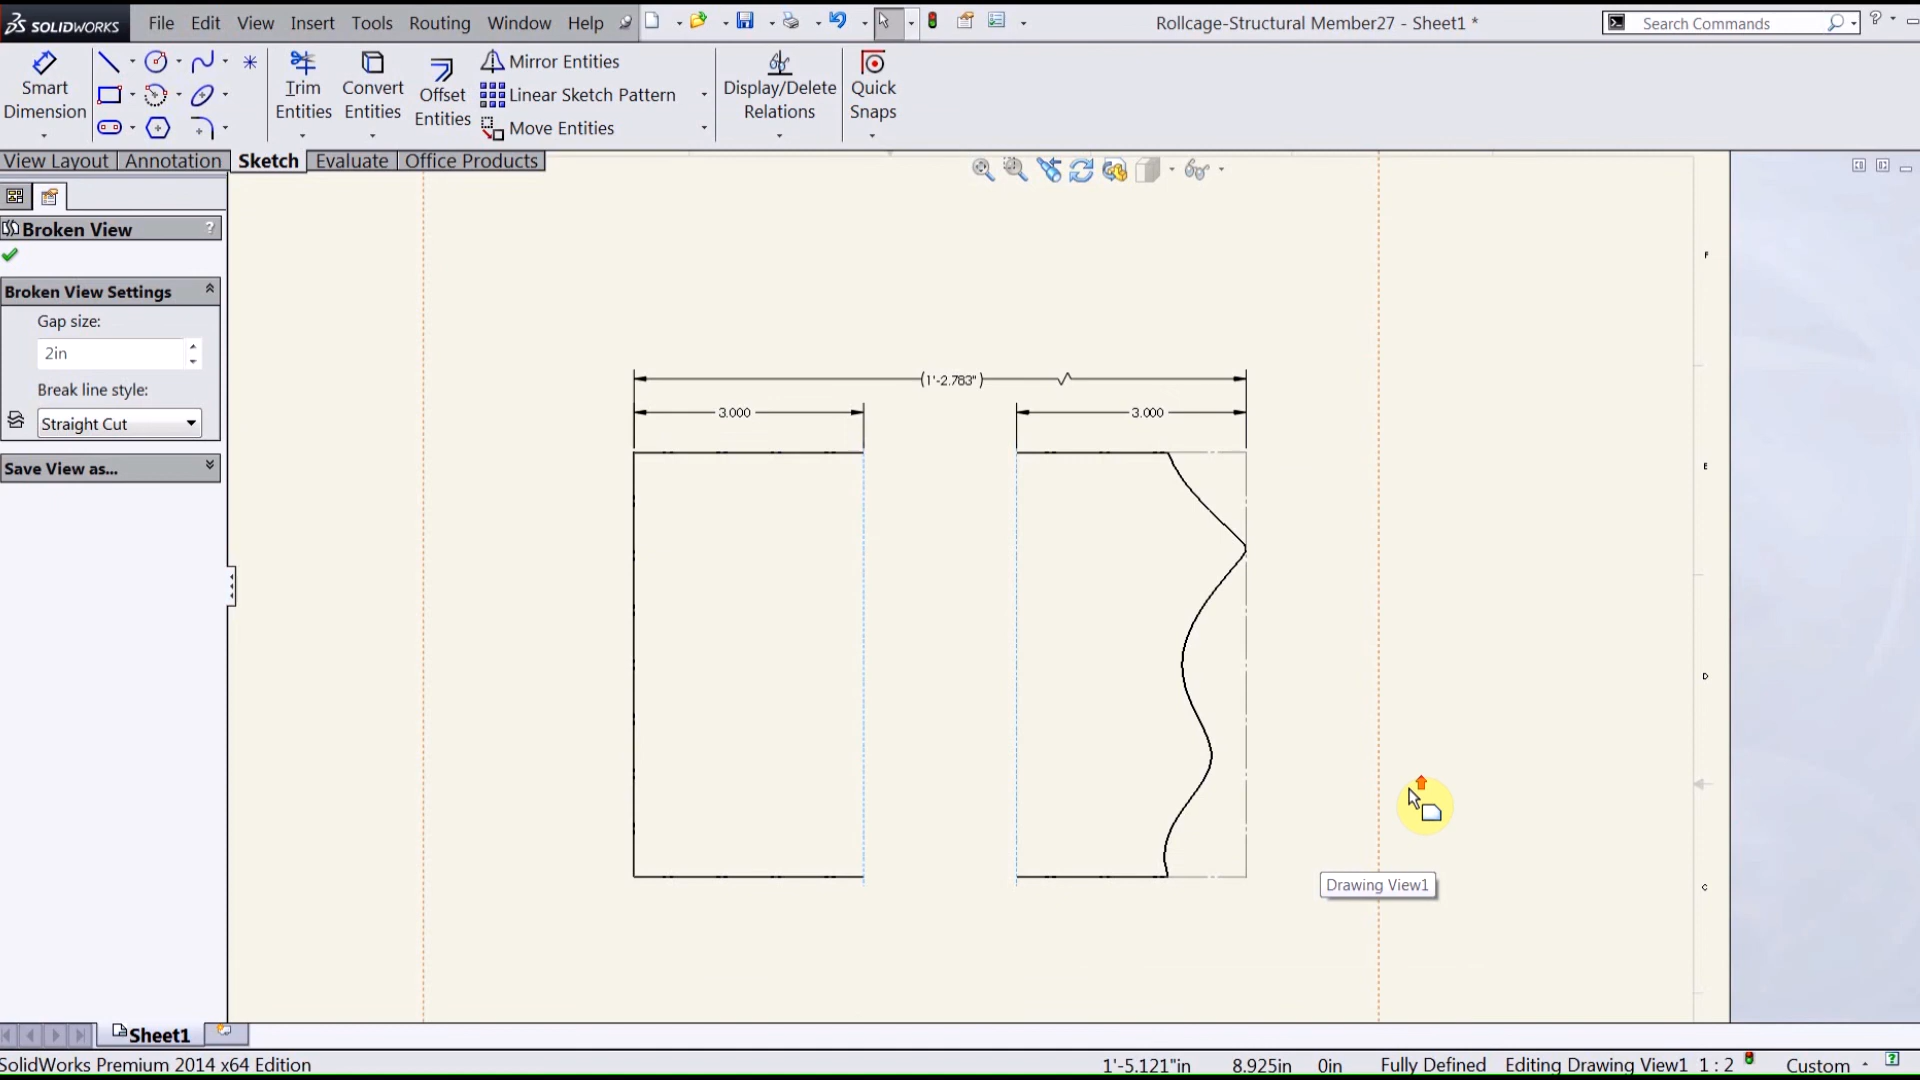 SOLIDWORKS File Edit View Insert Tools Routing Window Help Rollcage-Structural Member27 - Sheet1 * Search Commands ?
Smart Dimension
Trim Entities
Convert Entities
Offset Entities
Mirror Entities
Linear Sketch Pattern
Move Entities
Display/Delete Relations
Quick Snaps
View Layout Annotation Sketch Evaluate Office Products
Broken View ?
Broken View Settings
Gap size:
2in
Break line style:
Straight Cut
Save View as...
(1'-2.783")
3.000 3.000
F
E
D
C
Drawing View1
Sheet1
SolidWorks Premium 2014 x64 Edition 1'-5.121"in 8.925in 0in Fully Defined Editing Drawing View1 1 : 2 Custom ?